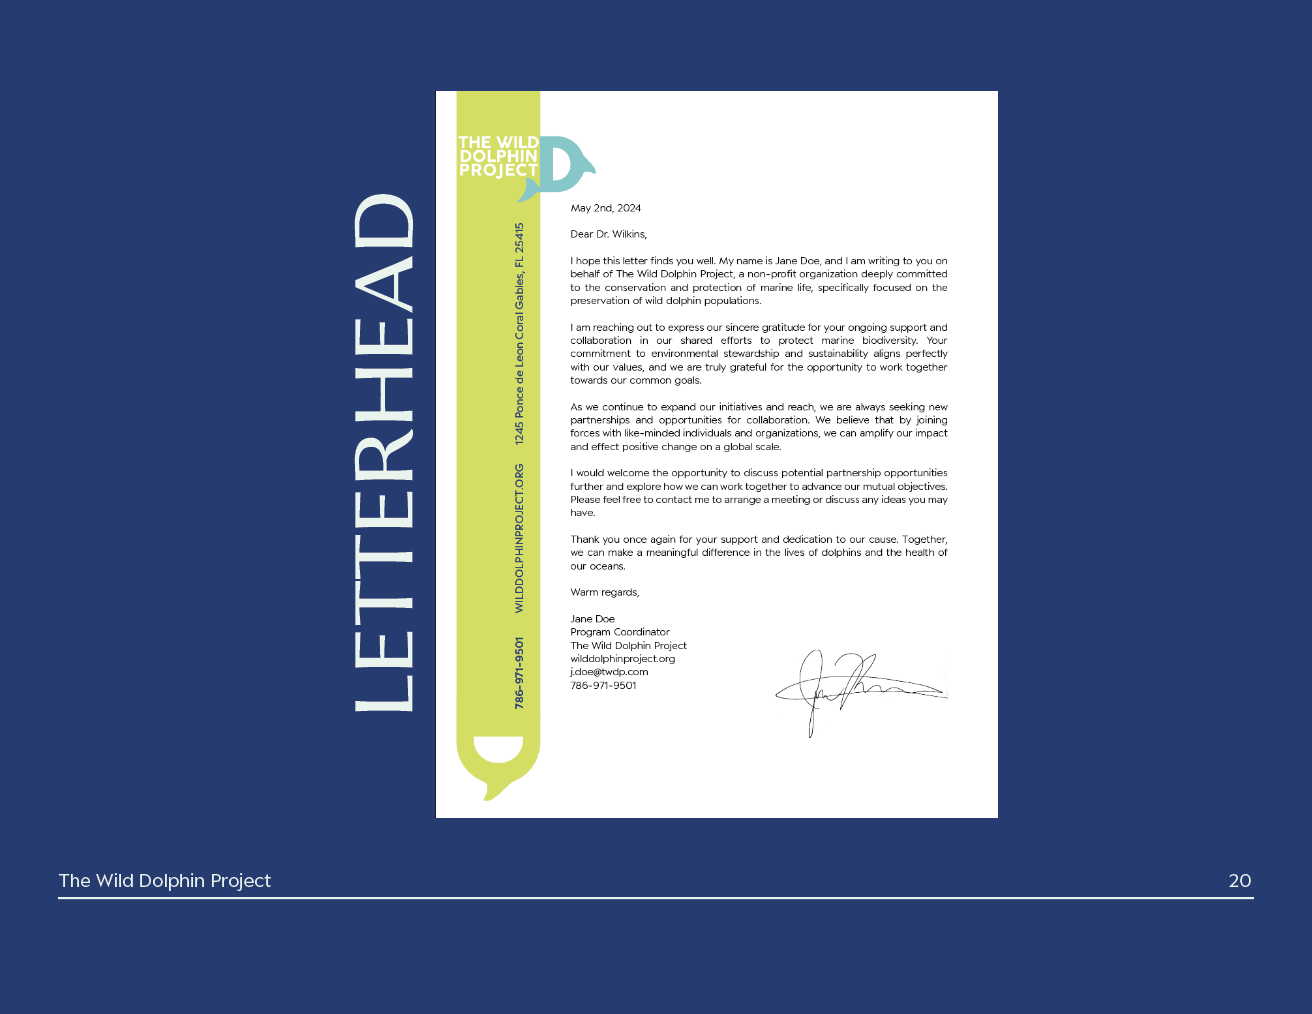 LETTERHEAD
THE WILD
DOLPHIN
PROJECT
1245 Ponce de Leon Coral Gables, FL 25415
WILDDOLPHINPROJECT.ORG
786-971-9501
May 2nd, 2024
Dear Dr. Wilkins,
I hope this letter finds you well. My name is Jane Doe, and I am writing to you on
behalf of The Wild Dolphin Project, a non-profit organization deeply committed
to the conservation and protection of marine life, specifically focused on the
preservation of wild dolphin populations.
I am reaching out to express our sincere gratitude for your ongoing support and
collaboration in our shared efforts to protect marine biodiversity. Your
commitment to environmental stewardship and sustainability aligns perfectly
with our values, and we are truly grateful for the opportunity to work together
towards our common goals.
As we continue to expand our initiatives and reach, we are always seeking new
partnerships and opportunities for collaboration. We believe that by joining
forces with like-minded individuals and organizations, we can amplify our impact
and effect positive change on a global scale.
I would welcome the opportunity to discuss potential partnership opportunities
further and explore how we can work together to advance our mutual objectives.
Please feel free to contact me to arrange a meeting or discuss any ideas you may
have.
Thank you once again for your support and dedication to our cause. Together,
we can make a meaningful difference in the lives of dolphins and the health of
our oceans.
Warm regards,
Jane Doe
Program Coordinator
The Wild Dolphin Project
wilddolphinproject.org
j.doe@twdp.com
786-971-9501
The Wild Dolphin Project
20